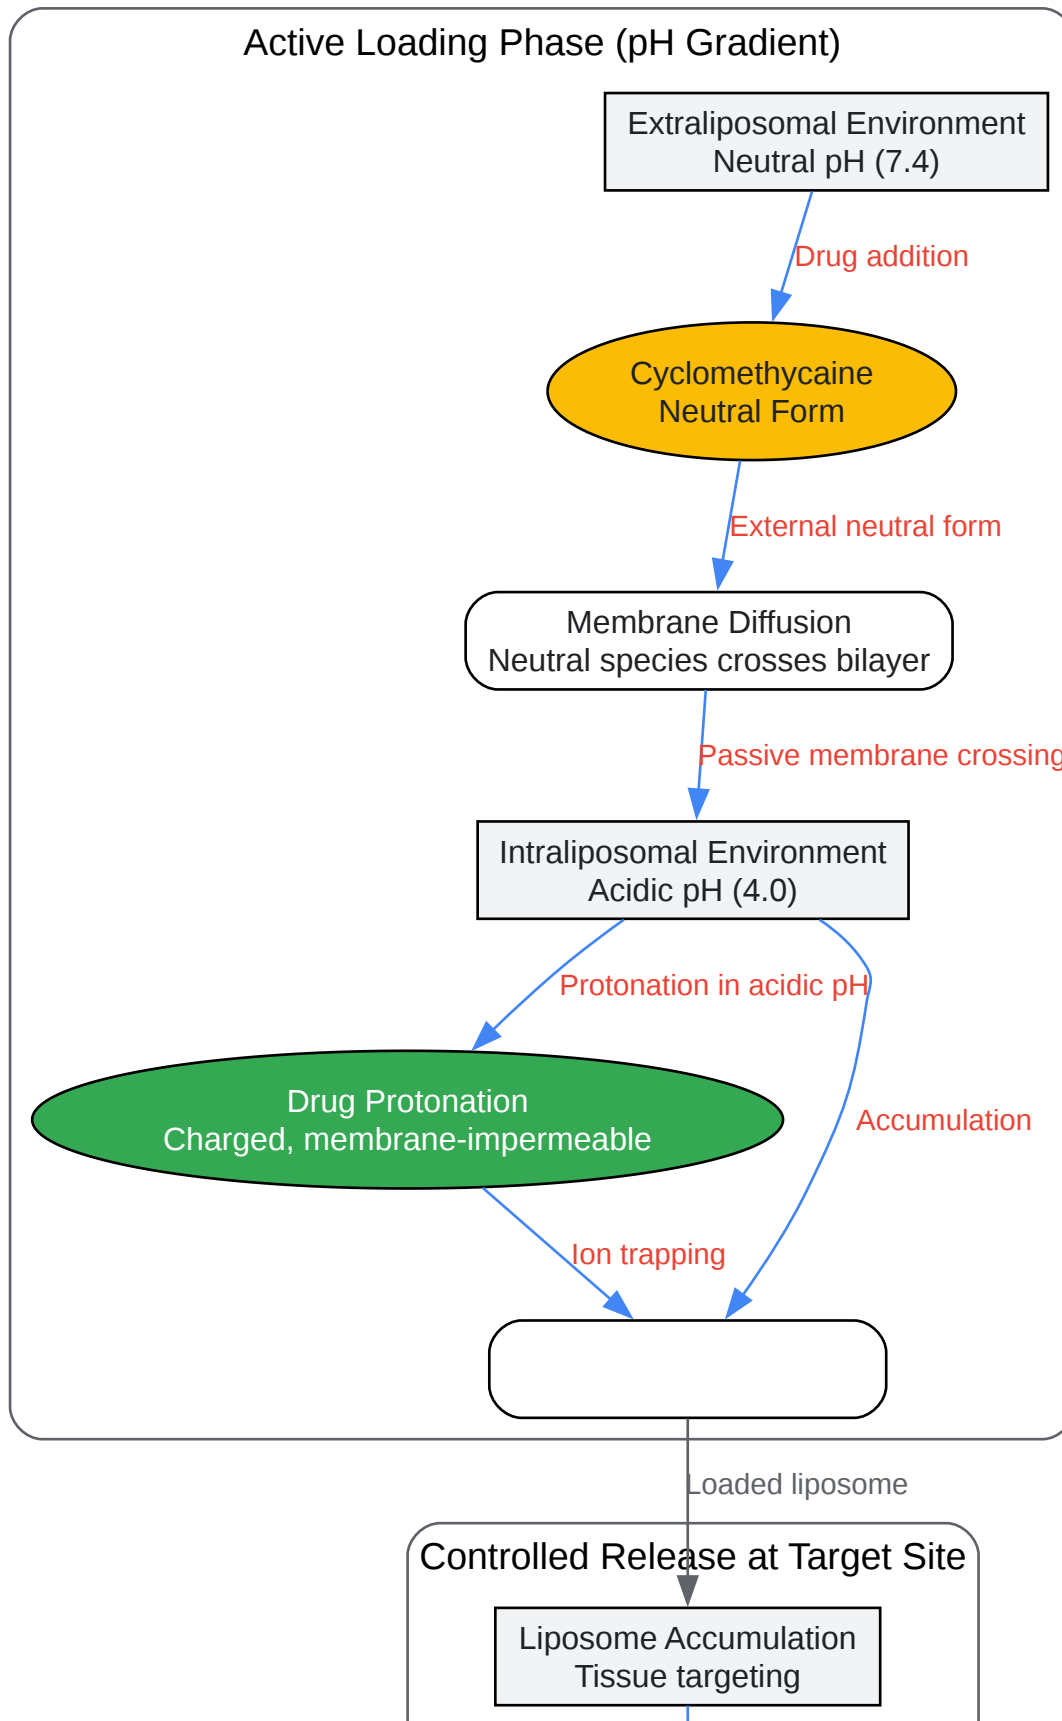 Active Loading Phase (pH Gradient)
Extraliposomal Environment
Neutral pH (7.4)
Drug addition
Cyclomethycaine
Neutral Form
External neutral form
Membrane Diffusion
Neutral species crosses bilayer
Passive membrane crossing
Intraliposomal Environment
Acidic pH (4.0)
Protonation in acidic pH
Drug Protonation
Charged, membrane-impermeable
Accumulation
Ion trapping
Loaded liposome
Controlled Release at Target Site
Liposome Accumulation
Tissue targeting